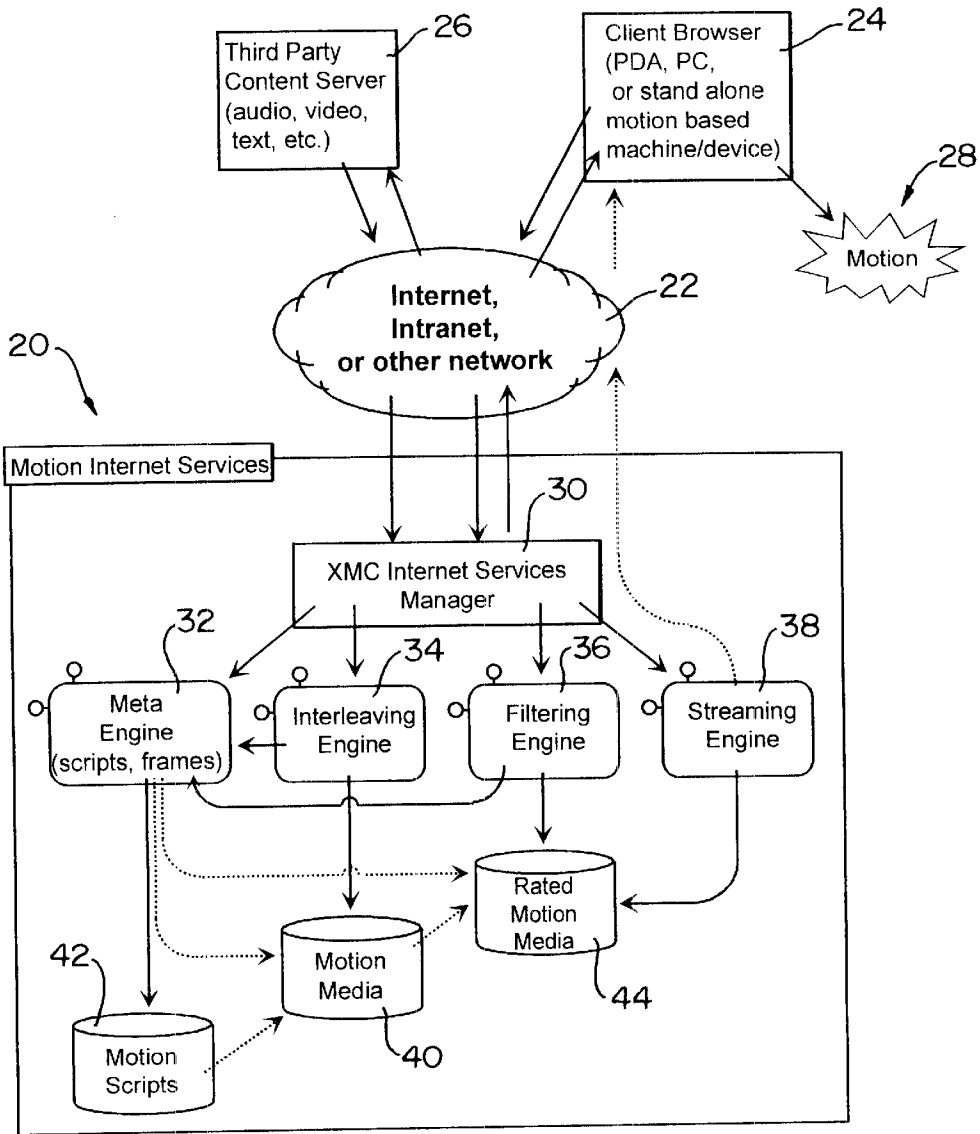 26
Third Party
Content Server
(audio, video,
text, etc.)
24
Client Browser
(PDA, PC,
or stand alone
motion based
machine/device)
28
Motion
22
Internet,
Intranet,
or other network
20
Motion Internet Services
30
XMC Internet Services
Manager
32
Meta
Engine
(scripts, frames)
34
Interleaving
Engine
36
Filtering
Engine
38
Streaming
Engine
Rated
Motion
Media
44
42
Motion
Scripts
Motion
Media
40